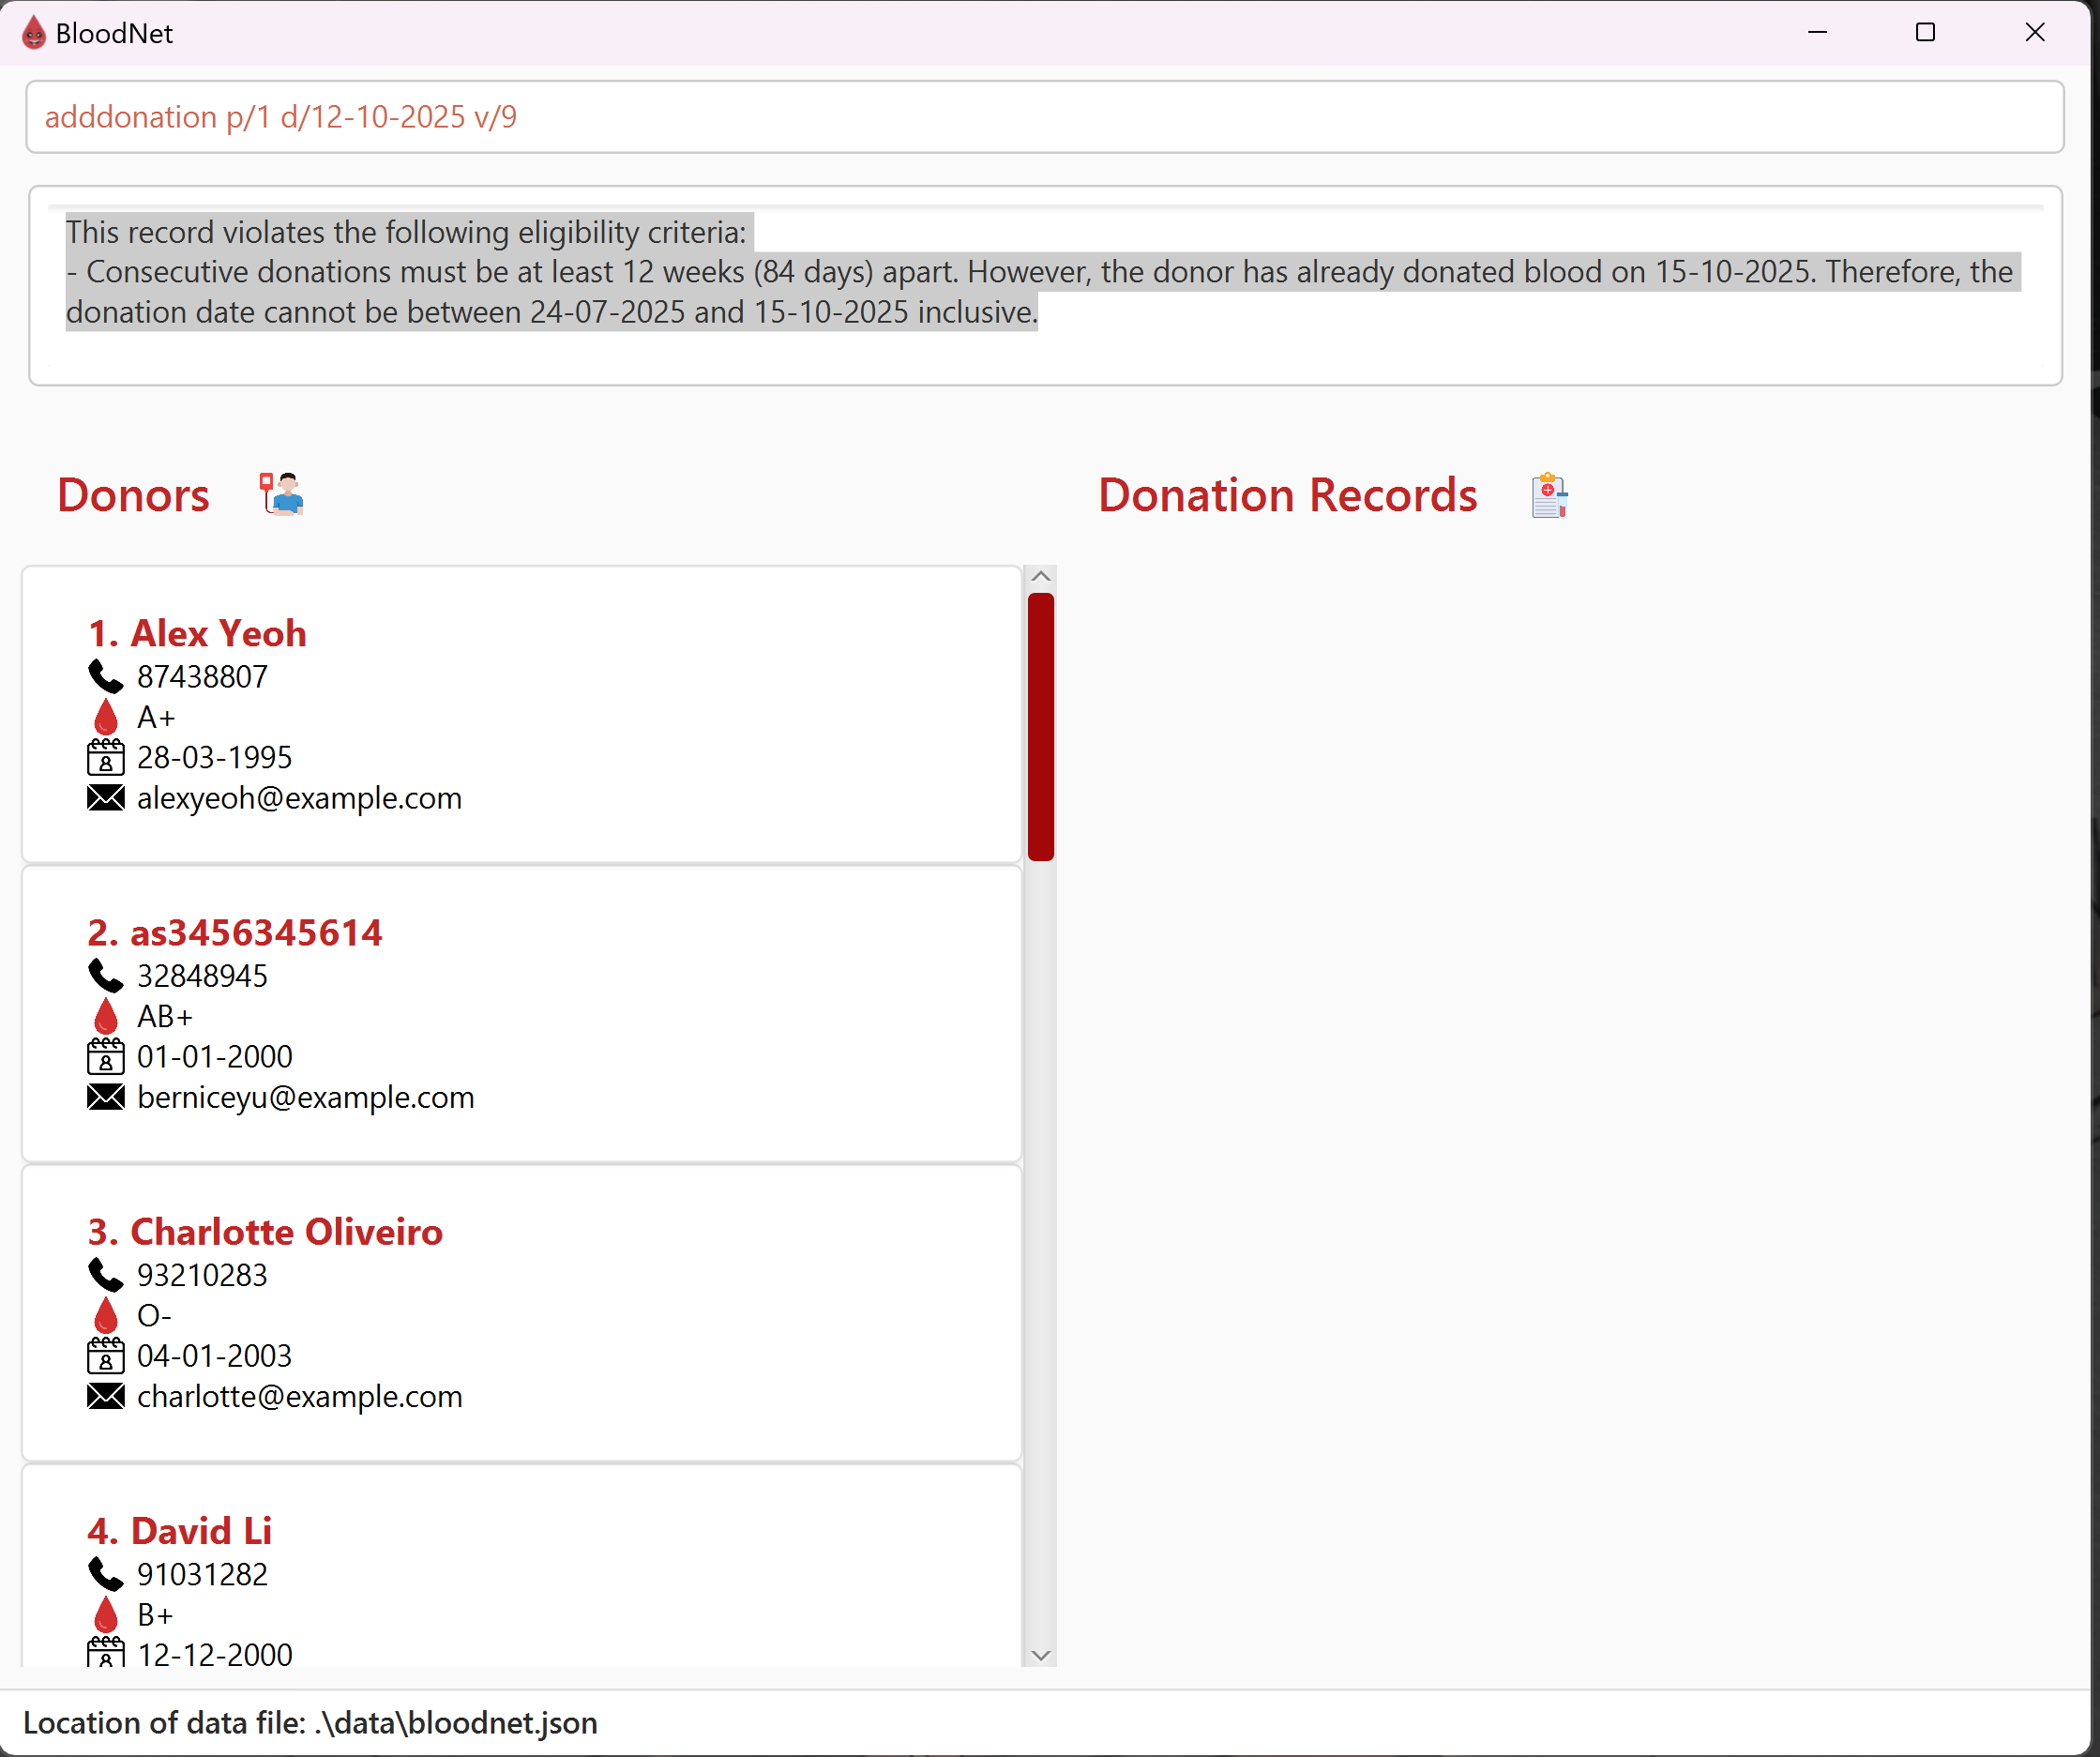 BloodNet
adddonation p/1 d/12-10-2025 v/9
This record violates the following eligibility criteria:
- Consecutive donations must be at least 12 weeks (84 days) apart. However, the donor has already donated blood on 15-10-2025. Therefore, the
donation date cannot be between 24-07-2025 and 15-10-2025 inclusive.
Donors
Donation Records
1. Alex Yeoh
87438807
A+
28-03-1995
alexyeoh@example.com
2. as3456345614
32848945
AB+
01-01-2000
berniceyu@example.com
3. Charlotte Oliveiro
93210283
O-
04-01-2003
charlotte@example.com
4. David Li
91031282
B+
12-12-2000
Location of data file: .\data\bloodnet.json